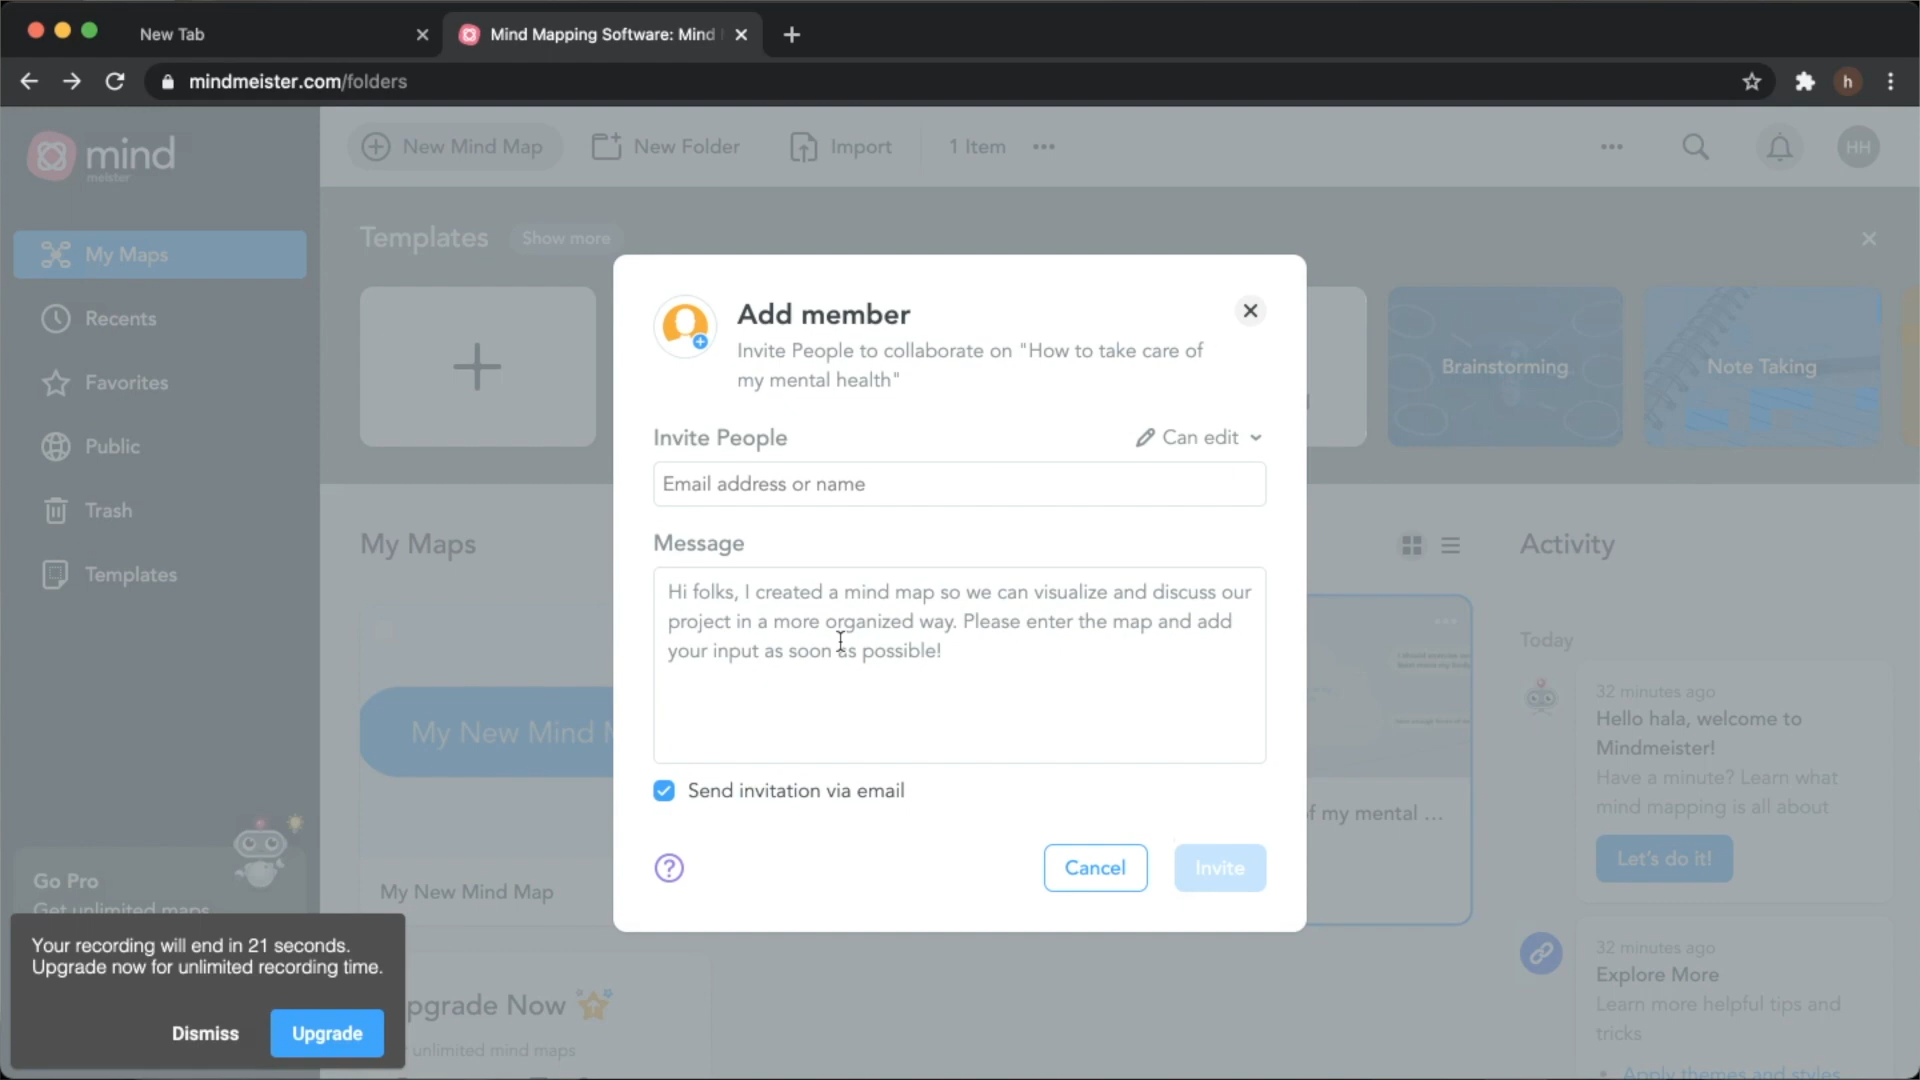 New Tab
Mind Mapping Software: Mind
mindmeister.com/folders
h
mind
meister
New Mind Map
New Folder
Import
1 Item
HH
My Maps
Recents
Favorites
Public
Trash
Templates
Go Pro
Get unlimited maps
Templates
Show more
Brainstorming
Note Taking
Add member
Invite People to collaborate on "How to take care of
my mental health"
Invite People
Can edit
Email address or name
Message
Hi folks, I created a mind map so we can visualize and discuss our
project in a more organized way. Please enter the map and add
your input as soon as possible!
Send invitation via email
Cancel
Invite
My Maps
My New Mind
My New Mind Map
of my mental ...
pgrade Now
unlimited mind maps
Activity
Today
32 minutes ago
Hello hala, welcome to
Mindmeister!
Have a minute? Learn what
mind mapping is all about
Let's do it!
32 minutes ago
Explore More
Learn more helpful tips and
tricks
Apply themes and styles
Your recording will end in 21 seconds.
Upgrade now for unlimited recording time.
Dismiss
Upgrade